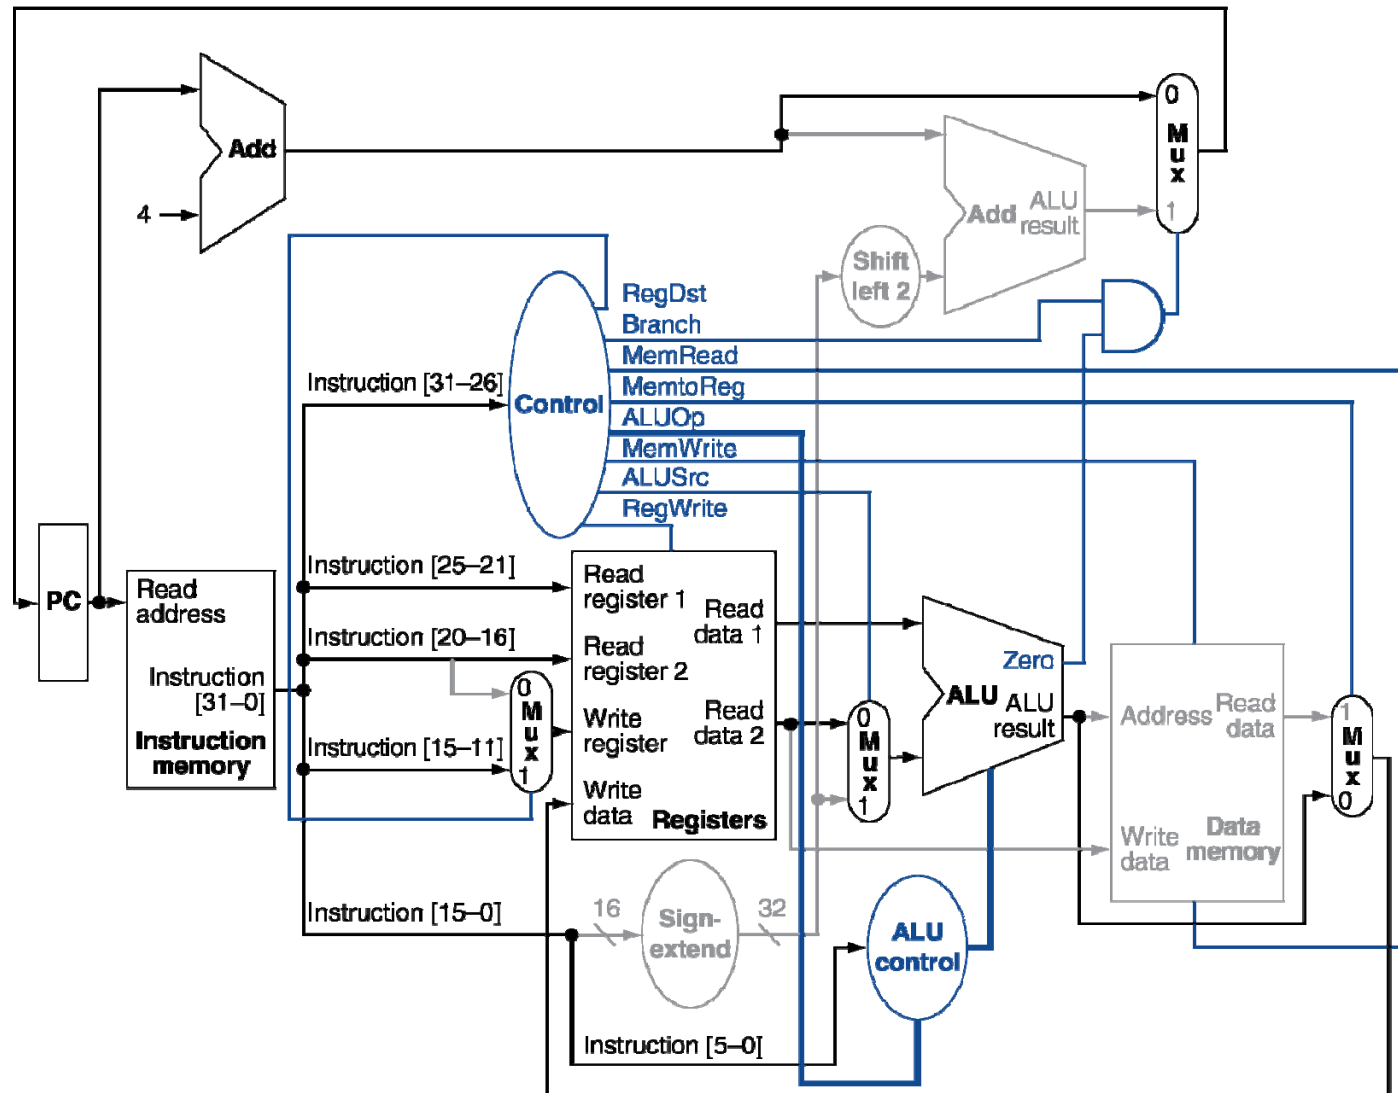 0
M
u
x
1
Add
ALU
result
Add
4
Shift
left 2
RegDst
Branch
MemRead
MemtoReg
ALUOp
MemWrite
ALUSrc
RegWrite
Control
Instruction [31–26]
Instruction [25–21]
Instruction [20–16]
Instruction [15–11]
Instruction [15–0]
Instruction [5–0]
PC
Read
address
Instruction
[31–0]
Instruction
memory
0
M
u
x
1
Read
register 1
Read
register 2
Write
register
Write
data
Read
data 1
Read
data 2
Registers
0
M
u
x
1
Zero
ALU
ALU
result
Address
Read
data
Write
data
Data
memory
1
M
u
x
0
16
Sign-
extend
32
ALU
control